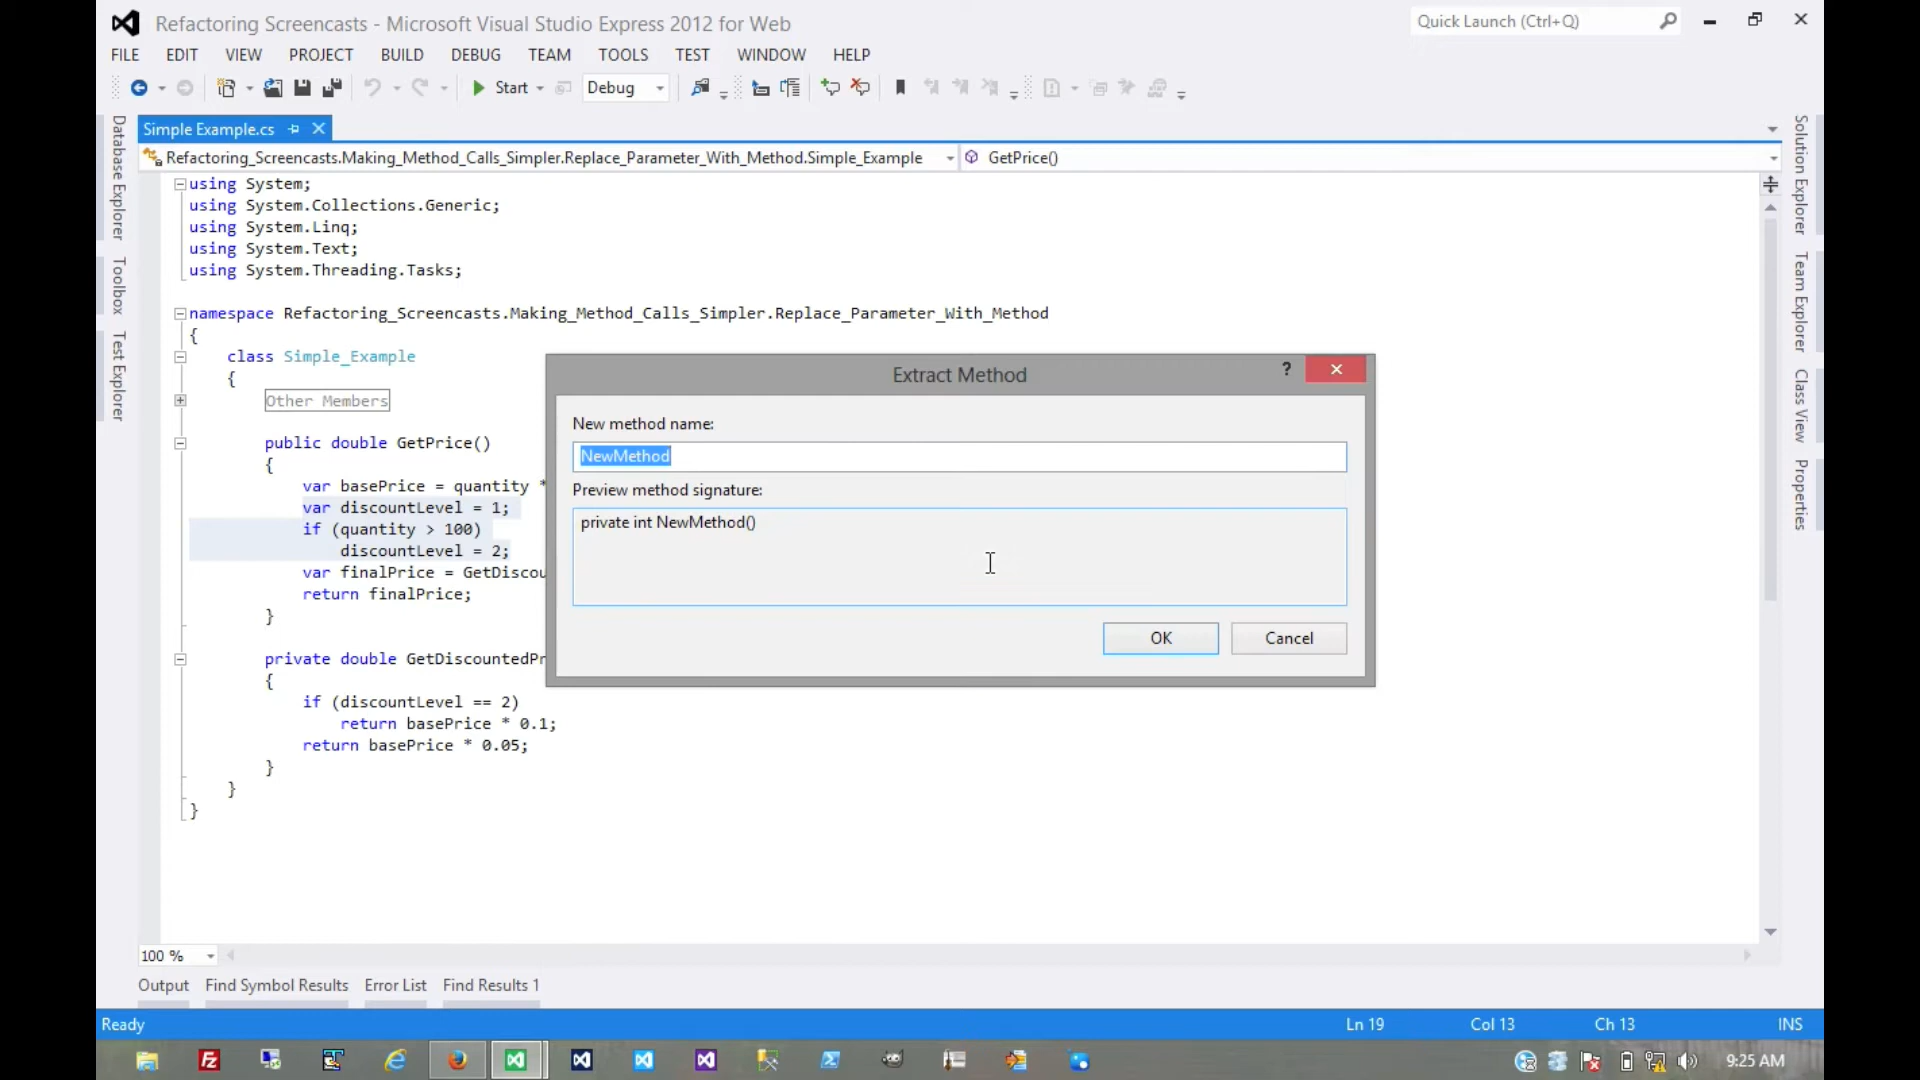 Refactoring Screencasts - Microsoft Visual Studio Express 2012 for Web
Quick Launch (Ctrl+Q)
FILE EDIT VIEW PROJECT BUILD DEBUG TEAM TOOLS TEST WINDOW HELP
Start Debug
Simple Example.cs
Refactoring_Screencasts.Making_Method_Calls_Simpler.Replace_Parameter_With_Method.Simple_Example
GetPrice()
Database Explorer
Toolbox
Test Explorer
Solution Explorer
Team Explorer
Class View
Properties
using System;
using System.Collections.Generic;
using System.Linq;
using System.Text;
using System.Threading.Tasks;
namespace Refactoring_Screencasts.Making_Method_Calls_Simpler.Replace_Parameter_With_Method
{
class Simple_Example
{
Other Members
public double GetPrice()
{
var basePrice = quantity *
var discountLevel = 1;
if (quantity > 100)
discountLevel = 2;
var finalPrice = GetDiscou
return finalPrice;
}
private double GetDiscountedPr
{
if (discountLevel == 2)
return basePrice * 0.1;
return basePrice * 0.05;
}
}
}
Extract Method
?
New method name:
NewMethod
Preview method signature:
private int NewMethod()
OK Cancel
100 %
Output Find Symbol Results Error List Find Results 1
Ready Ln 19 Col 13 Ch 13 INS
9:25 AM